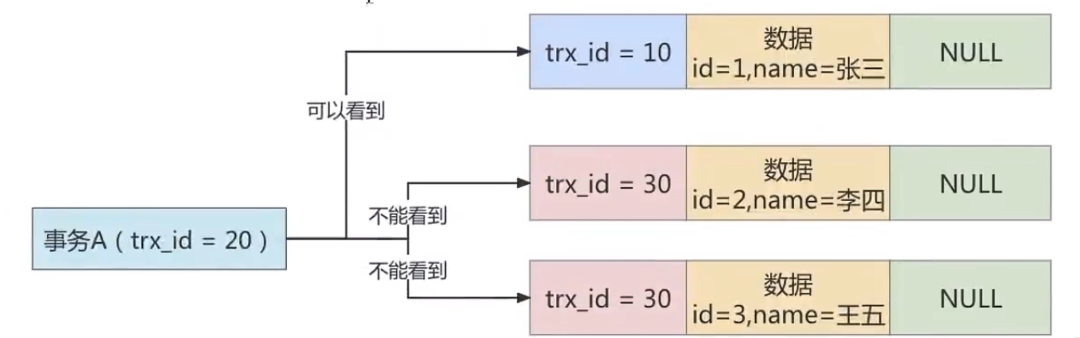 trx_id = 10
数据
id=1,name=张三
NULL
可以看到
trx_id = 30
数据
id=2,name=李四
NULL
不能看到
事务A（trx_id = 20）
不能看到
trx_id = 30
数据
id=3,name=王五
NULL